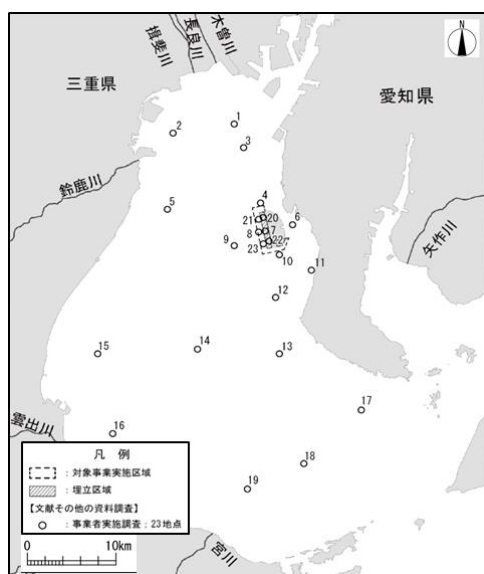 木曽川
長良川
揖斐川
N
三重県
愛知県
鈴鹿川
矢作川
雲出川
宮川
1
2
3
4
5
6
20
21
7
8
22
9
23
10
11
12
13
14
15
16
17
18
19
凡 例
：対象事業実施区域
：埋立区域
【文献その他の資料調査】
：事業者実施調査：23地点
0 10km